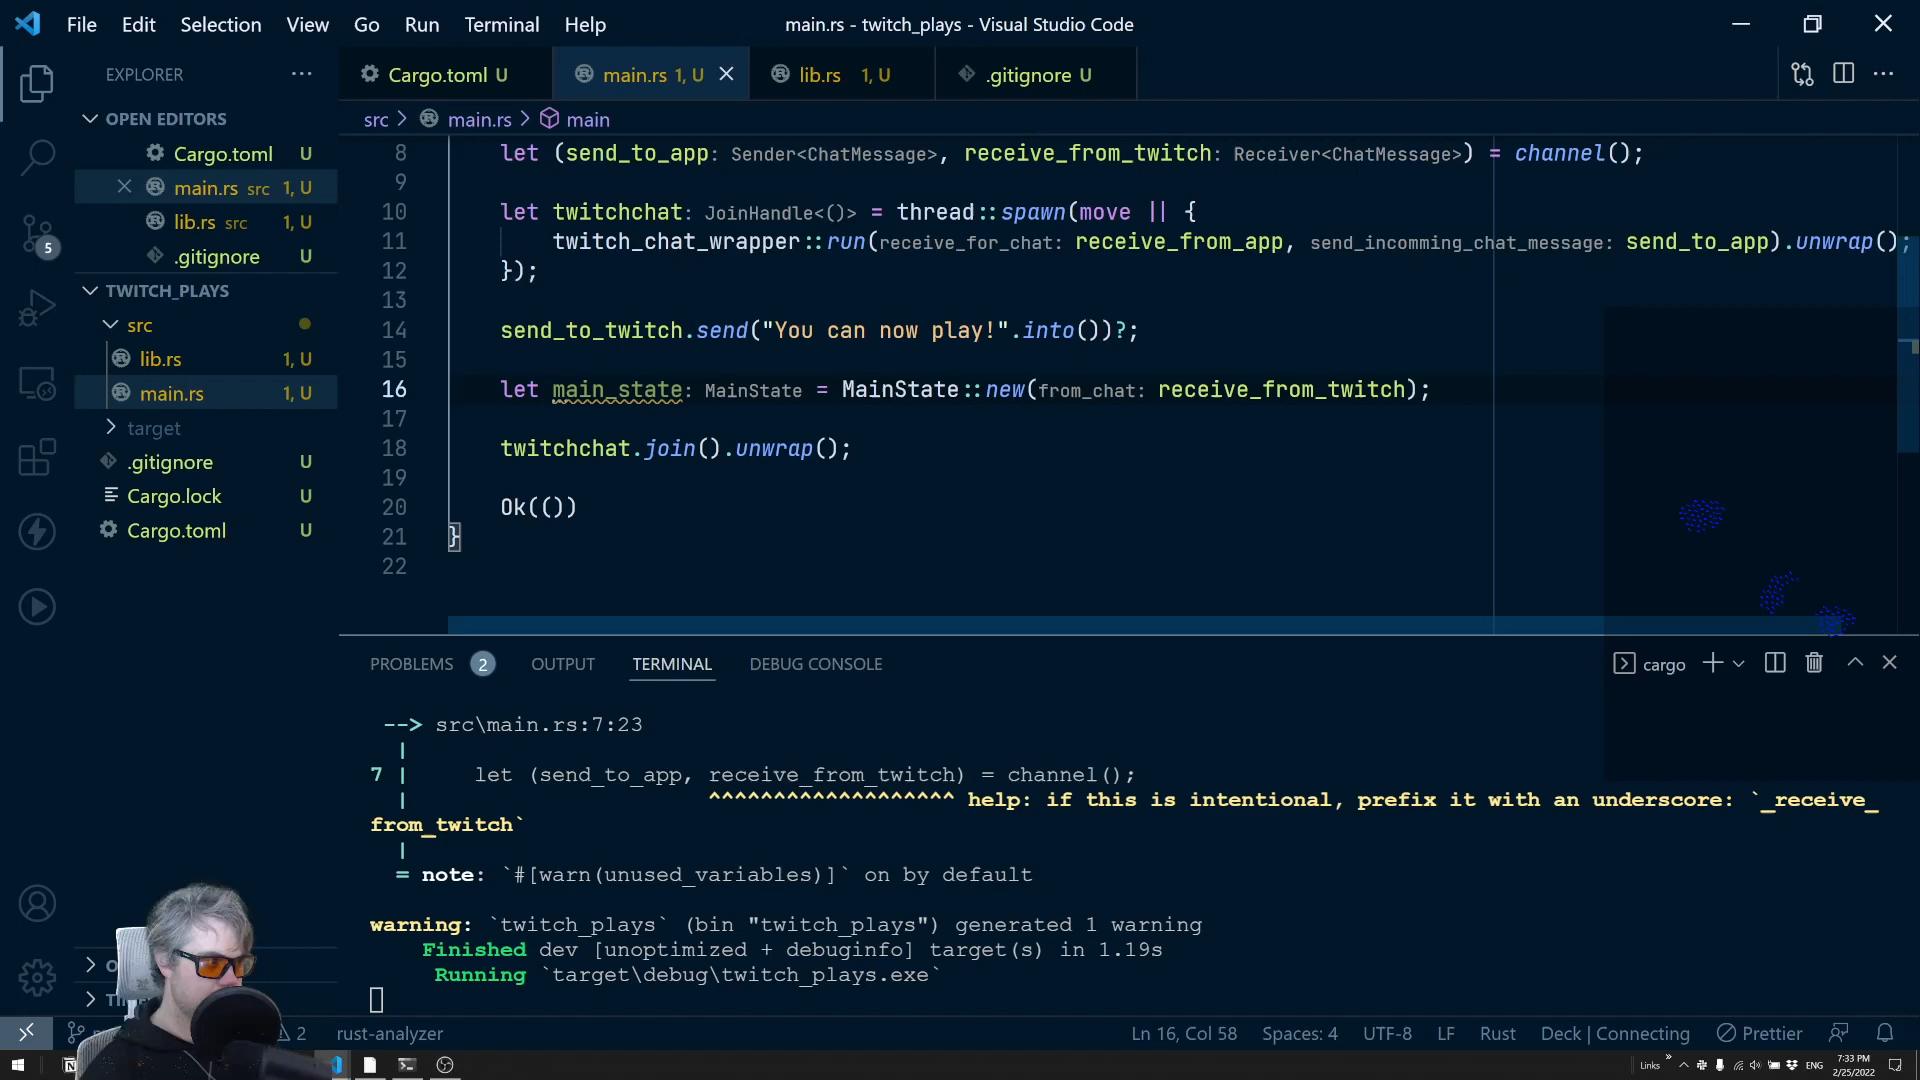 File Edit Selection View Go Run Terminal Help
main.rs - twitch_plays - Visual Studio Code
EXPLORER
OPEN EDITORS
Cargo.toml U
main.rs src 1, U
lib.rs src 1, U
.gitignore U
TWITCH_PLAYS
src
lib.rs 1, U
main.rs 1, U
target
.gitignore U
Cargo.lock U
Cargo.toml U
5
Cargo.toml U
main.rs 1, U
lib.rs 1, U
.gitignore U
src > main.rs > main
8 let (send_to_app: Sender<ChatMessage>, receive_from_twitch: Receiver<ChatMessage>) = channel();
9
10 let twitchchat: JoinHandle<()> = thread::spawn(move || {
11 twitch_chat_wrapper::run(receive_for_chat: receive_from_app, send_incomming_chat_message: send_to_app).unwrap();
12 });
13
14 send_to_twitch.send("You can now play!".into())?;
15
16 let main_state: MainState = MainState::new(from_chat: receive_from_twitch);
17
18 twitchchat.join().unwrap();
19
20 Ok(())
21 }
22
PROBLEMS 2 OUTPUT TERMINAL DEBUG CONSOLE
cargo
--> src\main.rs:7:23
|
7 | let (send_to_app, receive_from_twitch) = channel();
| ^^^^^^^^^^^^^^^^^^^ help: if this is intentional, prefix it with an underscore: `_receive_
from_twitch`
|
= note: `#[warn(unused_variables)]` on by default
warning: `twitch_plays` (bin "twitch_plays") generated 1 warning
Finished dev [unoptimized + debuginfo] target(s) in 1.19s
Running `target\debug\twitch_plays.exe`
2 rust-analyzer
Ln 16, Col 58 Spaces: 4 UTF-8 LF Rust Deck | Connecting Prettier
Links ENG
7:33 PM
2/25/2022